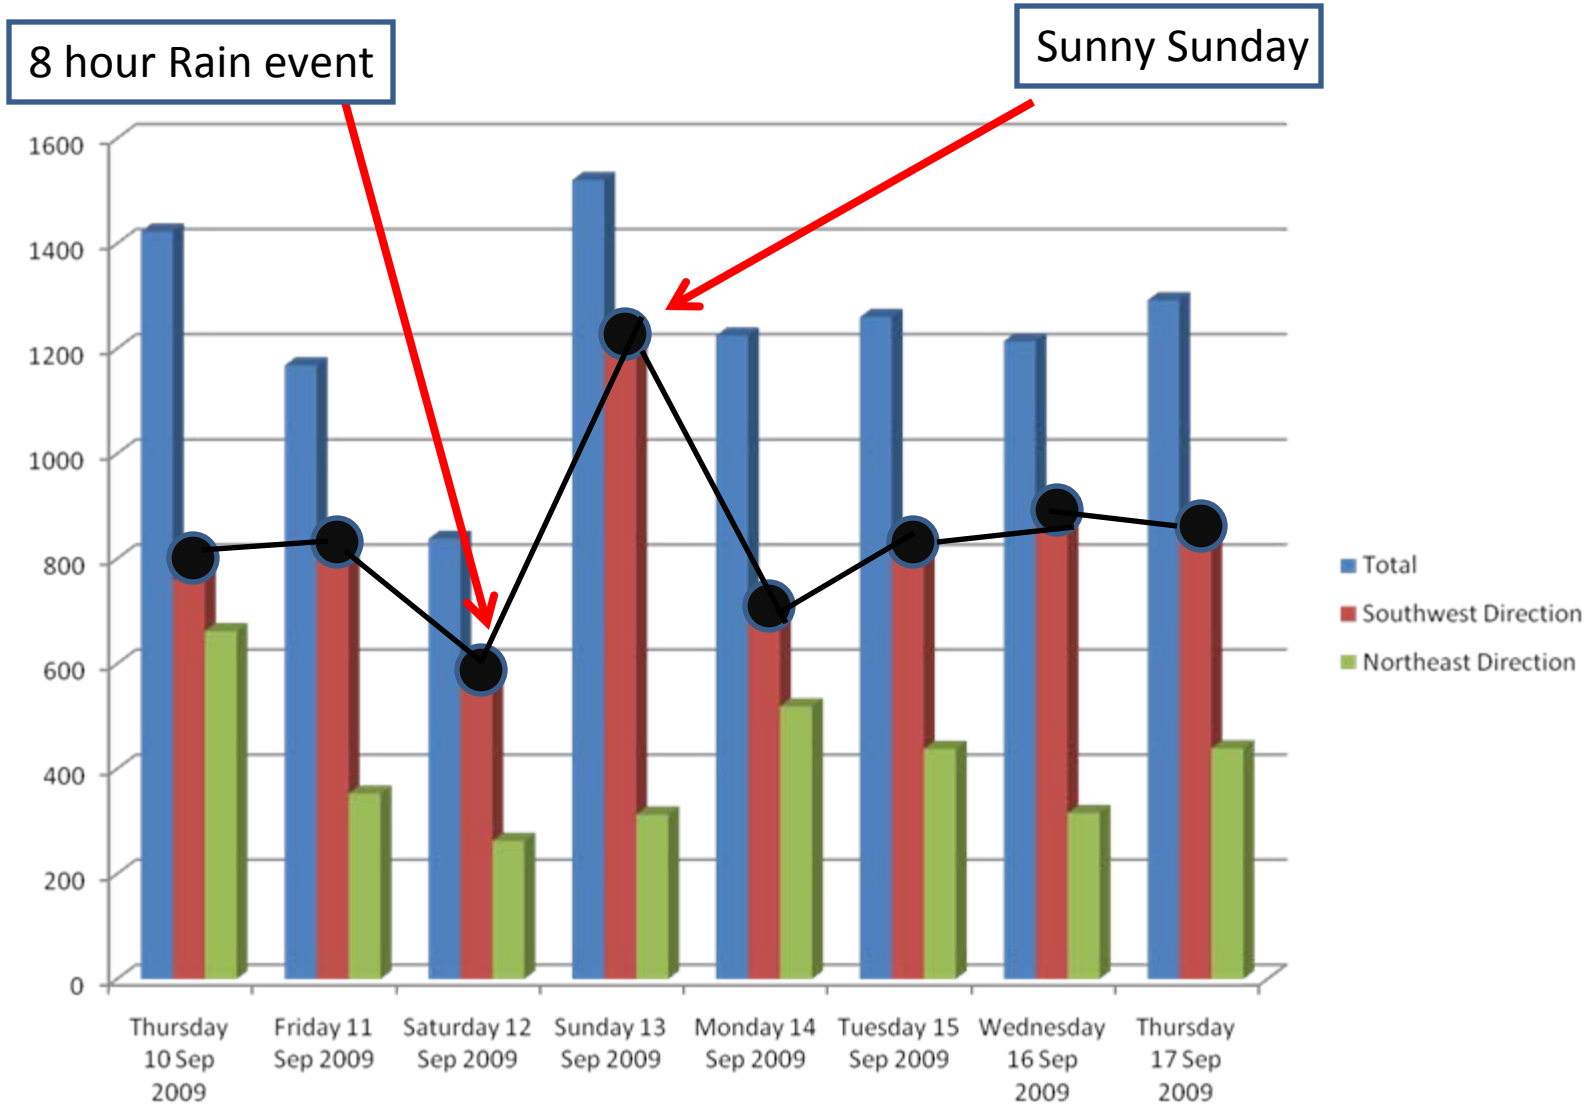 8 hour Rain event
Sunny Sunday
1600
1400
1200
1000
800
600
400
200
0
Thursday
10 Sep
2009
Friday 11
Sep 2009
Saturday 12
Sep 2009
Sunday 13
Sep 2009
Monday 14
Sep 2009
Tuesday 15
Sep 2009
Wednesday
16 Sep
2009
Thursday
17 Sep
2009
Total
Southwest Direction
Northeast Direction